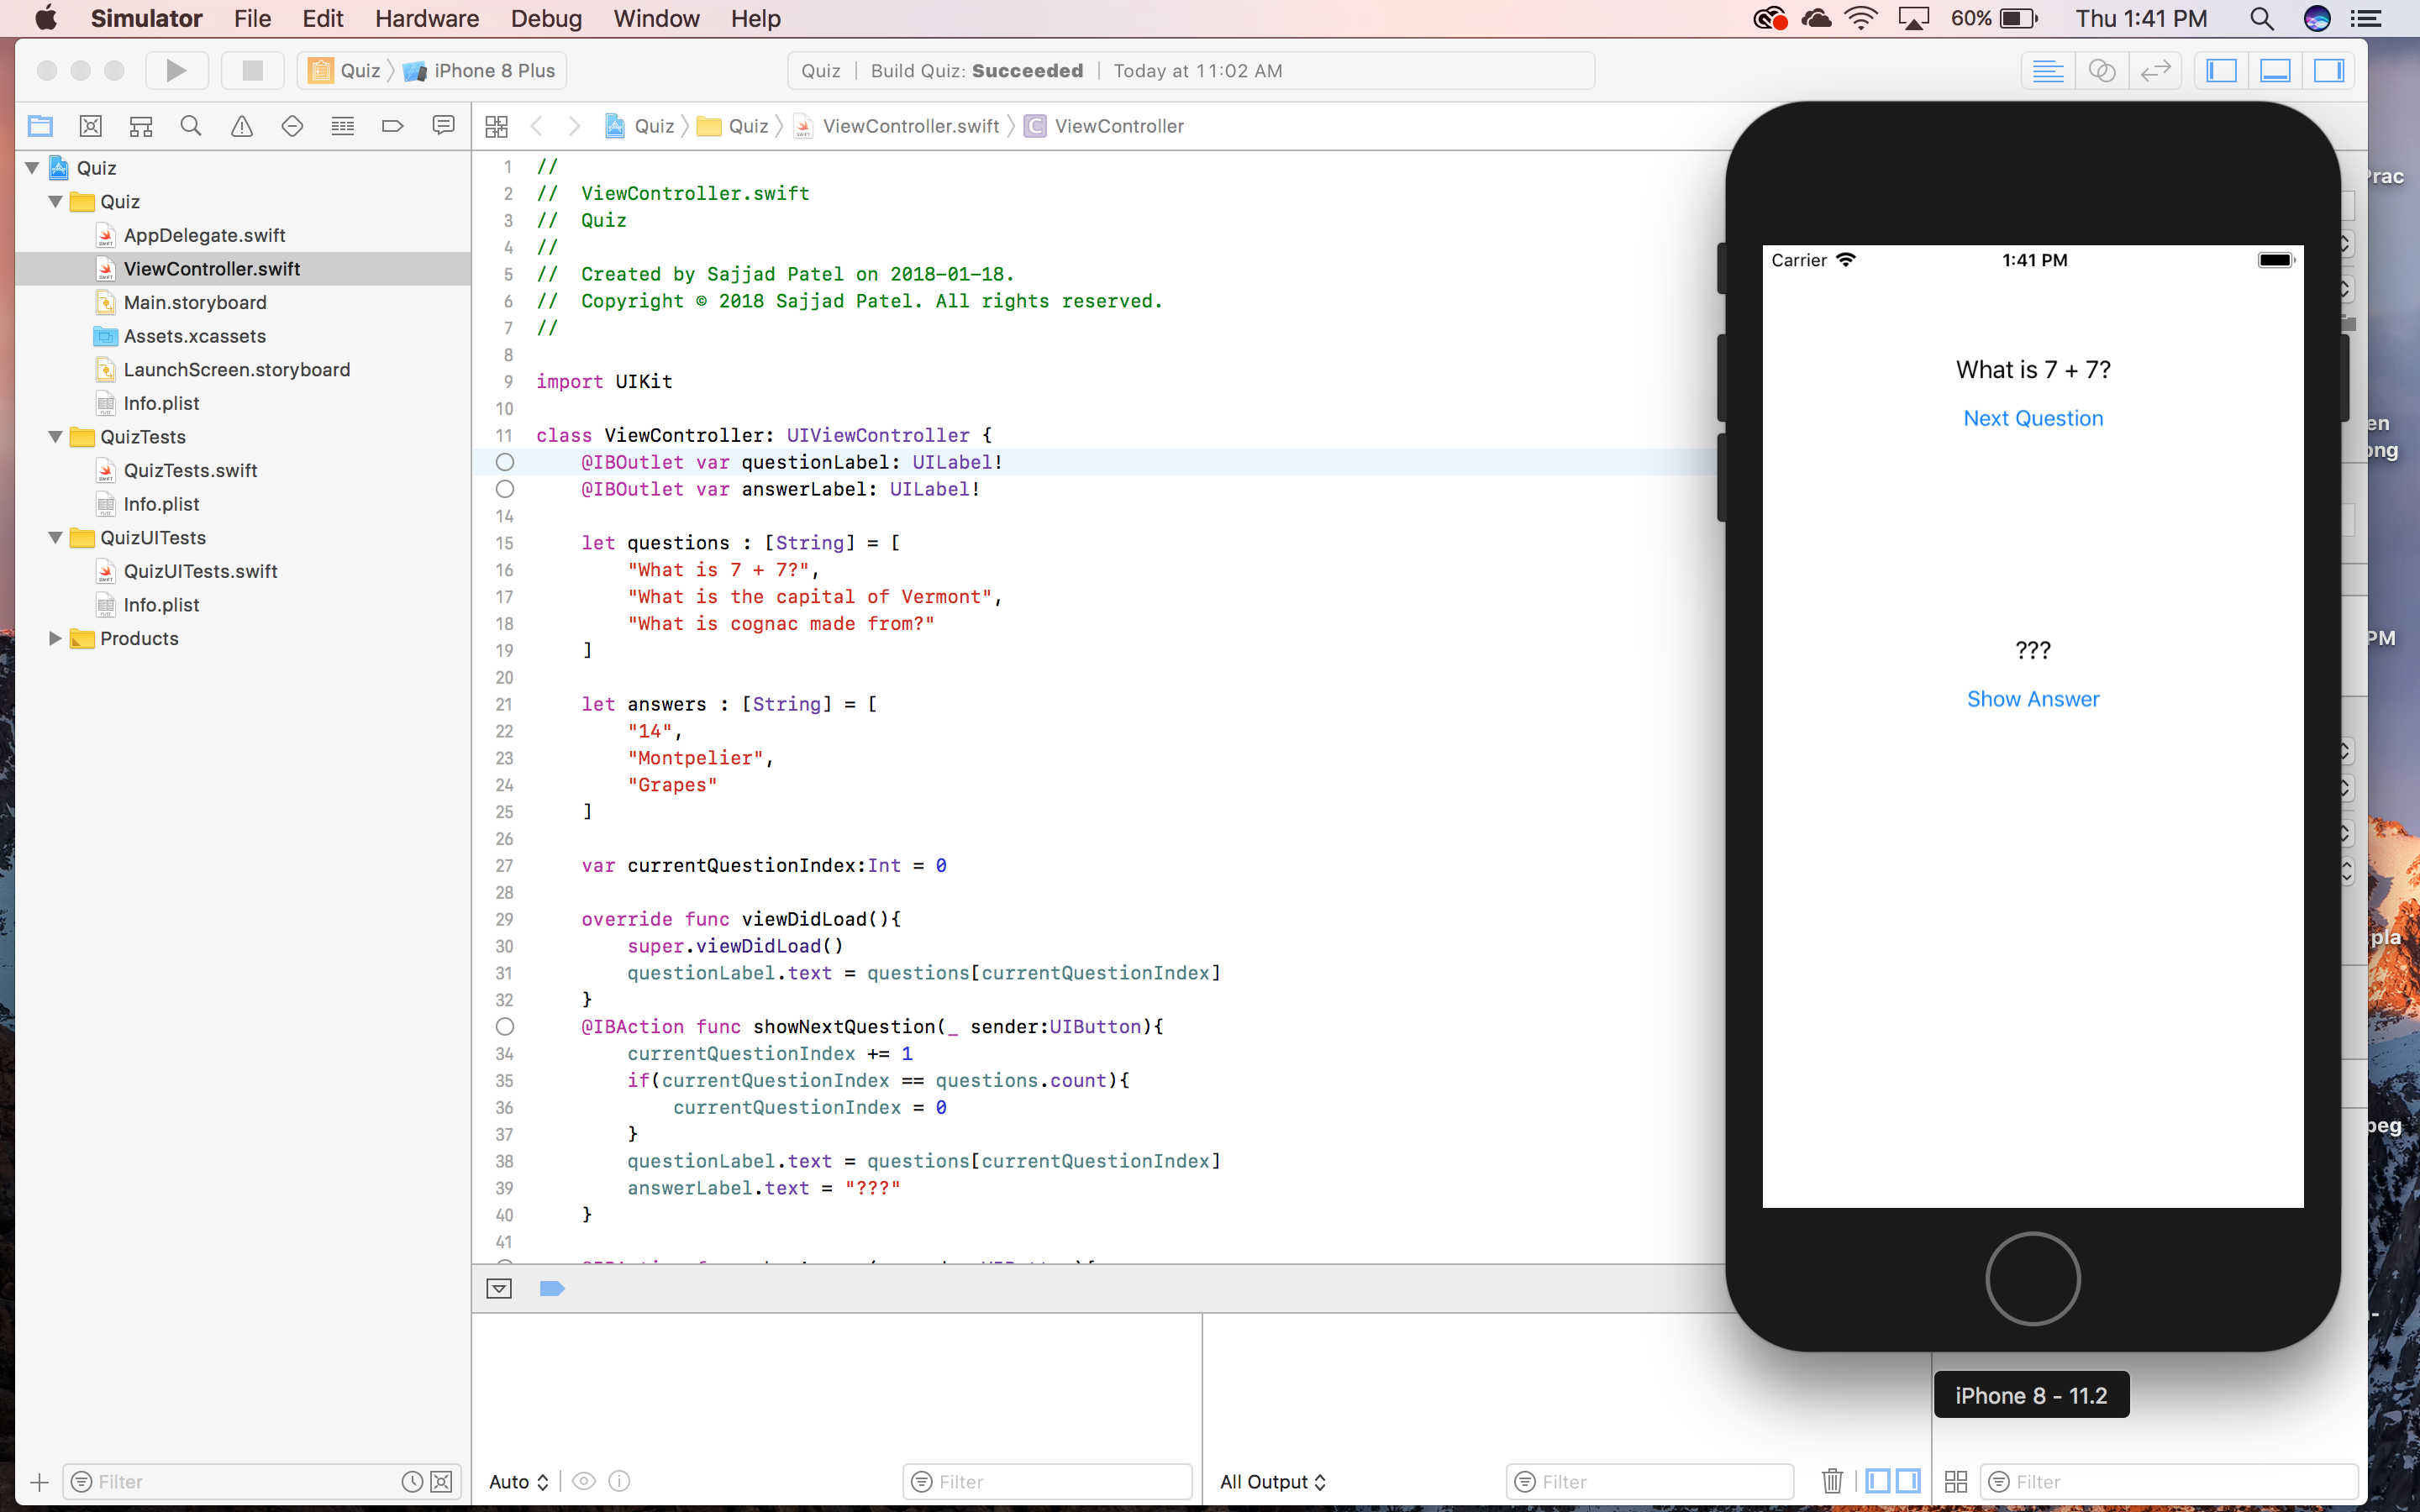 Simulator File Edit Hardware Debug Window Help 60% Thu 1:41 PM
Quiz iPhone 8 Plus Quiz | Build Quiz: Succeeded | Today at 11:02 AM
Quiz Quiz ViewController.swift C ViewController
Quiz
Quiz
AppDelegate.swift
ViewController.swift
Main.storyboard
Assets.xcassets
LaunchScreen.storyboard
Info.plist
QuizTests
QuizTests.swift
Info.plist
QuizUITests
QuizUITests.swift
Info.plist
Products
1 //
2 //  ViewController.swift
3 //  Quiz
4 //
5 //  Created by Sajjad Patel on 2018-01-18.
6 //  Copyright © 2018 Sajjad Patel. All rights reserved.
7 //
8
9 import UIKit
10
11 class ViewController: UIViewController {
@IBOutlet var questionLabel: UILabel!
@IBOutlet var answerLabel: UILabel!
14
15 let questions : [String] = [
16 "What is 7 + 7?",
17 "What is the capital of Vermont",
18 "What is cognac made from?"
19 ]
20
21 let answers : [String] = [
22 "14",
23 "Montpelier",
24 "Grapes"
25 ]
26
27 var currentQuestionIndex:Int = 0
28
29 override func viewDidLoad(){
30 super.viewDidLoad()
31 questionLabel.text = questions[currentQuestionIndex]
32 }
@IBAction func showNextQuestion(_ sender:UIButton){
34 currentQuestionIndex += 1
35 if(currentQuestionIndex == questions.count){
36 currentQuestionIndex = 0
37 }
38 questionLabel.text = questions[currentQuestionIndex]
39 answerLabel.text = "???"
40 }
41
Carrier 1:41 PM
What is 7 + 7?
Next Question
???
Show Answer
iPhone 8 - 11.2
PM
Filter Auto Filter All Output Filter Filter